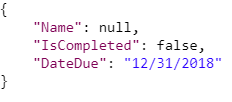 {
    "Name": null,
    "IsCompleted": false,
    "DateDue": "12/31/2018"
}